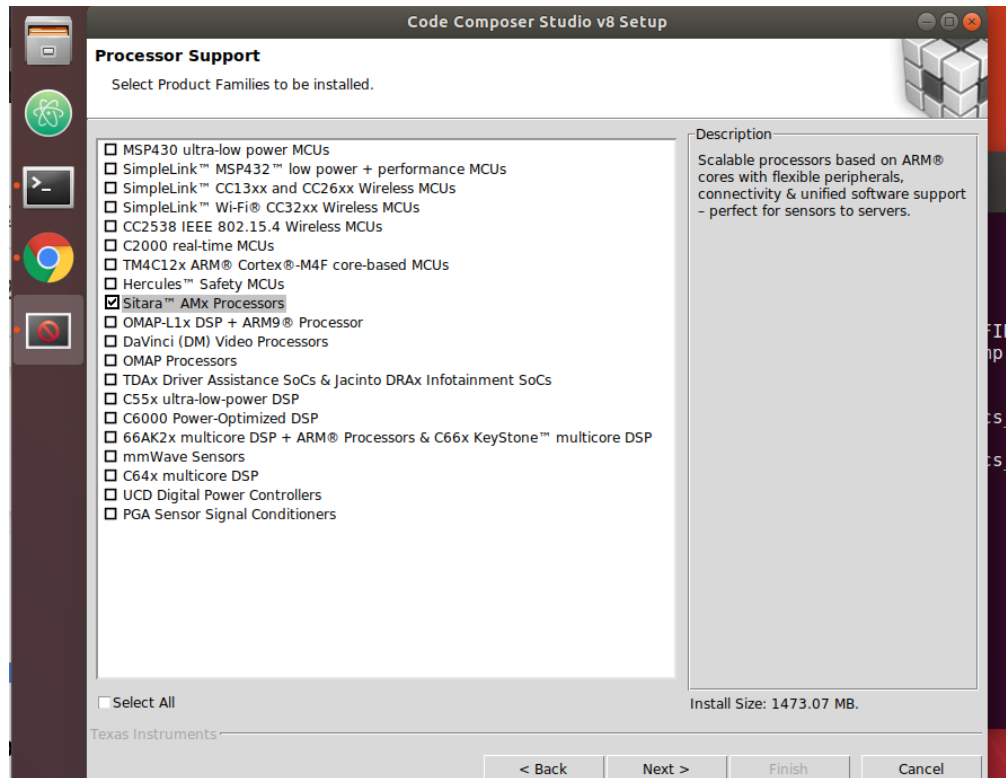 Code Composer Studio v8 Setup
Processor Support
Select Product Families to be installed.
MSP430 ultra-low power MCUs
SimpleLink™ MSP432™ low power + performance MCUs
SimpleLink™ CC13xx and CC26xx Wireless MCUs
SimpleLink™ Wi-Fi® CC32xx Wireless MCUs
CC2538 IEEE 802.15.4 Wireless MCUs
C2000 real-time MCUs
TM4C12x ARM® Cortex®-M4F core-based MCUs
Hercules™ Safety MCUs
Sitara™ AMx Processors
OMAP-L1x DSP + ARM9® Processor
DaVinci (DM) Video Processors
OMAP Processors
TDAx Driver Assistance SoCs & Jacinto DRAx Infotainment SoCs
C55x ultra-low-power DSP
C6000 Power-Optimized DSP
66AK2x multicore DSP + ARM® Processors & C66x KeyStone™ multicore DSP
mmWave Sensors
C64x multicore DSP
UCD Digital Power Controllers
PGA Sensor Signal Conditioners
Select All
Description
Scalable processors based on ARM®
cores with flexible peripherals,
connectivity & unified software support
– perfect for sensors to servers.
Install Size: 1473.07 MB.
Texas Instruments
< Back
Next >
Finish
Cancel